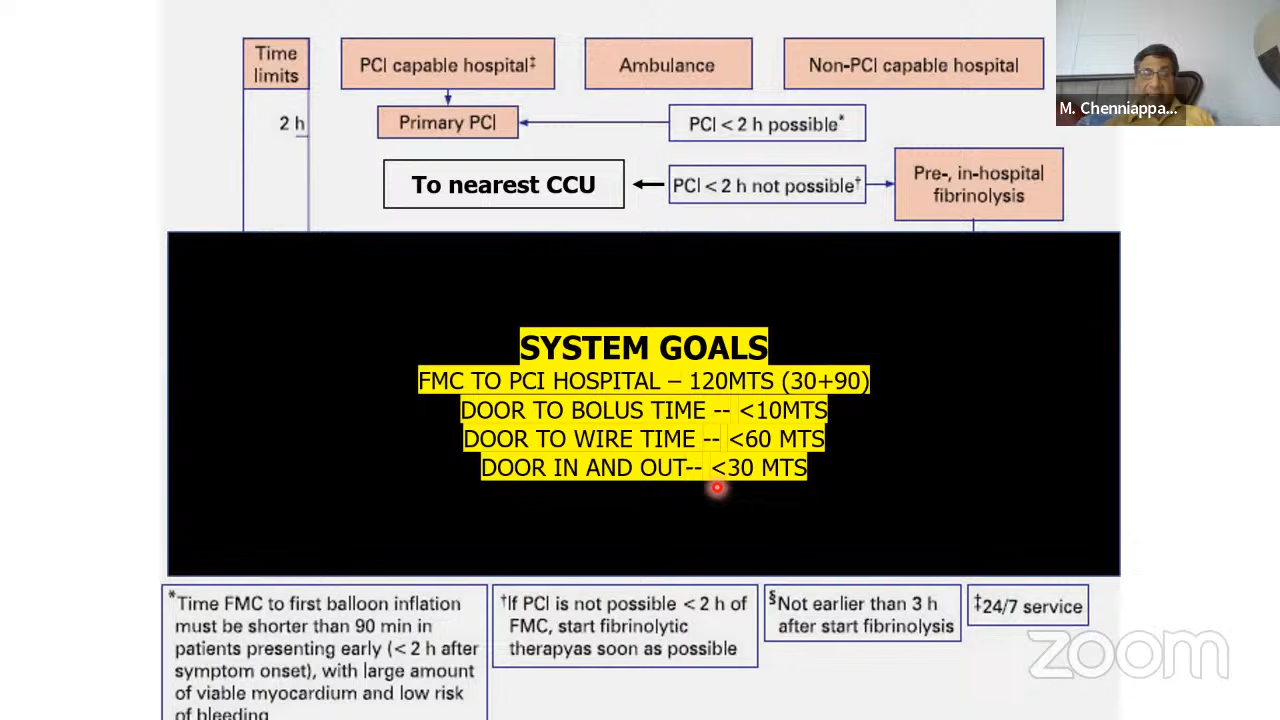 Time
limits
PCI capable hospital‡
Ambulance
Non-PCI capable hospital
M. Chenniappa...
2 h
Primary PCI
PCI < 2 h possible*
To nearest CCU
PCI < 2 h not possible†
Pre-, in-hospital
fibrinolysis
SYSTEM GOALS
FMC TO PCI HOSPITAL – 120MTS (30+90)
DOOR TO BOLUS TIME -- <10MTS
DOOR TO WIRE TIME -- <60 MTS
DOOR IN AND OUT-- <30 MTS
*Time FMC to first balloon inflation
must be shorter than 90 min in
patients presenting early (< 2 h after
symptom onset), with large amount
of viable myocardium and low risk
of bleeding
†If PCI is not possible < 2 h of
FMC, start fibrinolytic
therapyas soon as possible
§Not earlier than 3 h
after start fibrinolysis
‡24/7 service
zoom